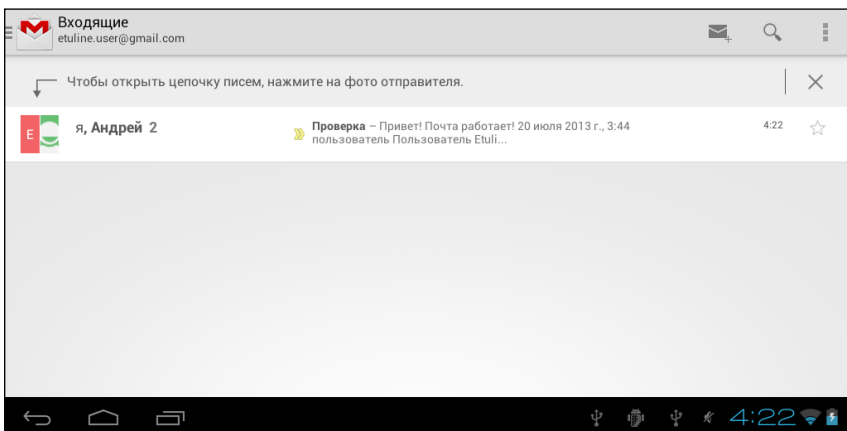 Входящие
etuline.user@gmail.com
Чтобы открыть цепочку писем, нажмите на фото отправителя.
E
я, Андрей 2
Проверка – Привет! Почта работает! 20 июля 2013 г., 3:44
пользователь Пользователь Etuli...
4:22
4:22